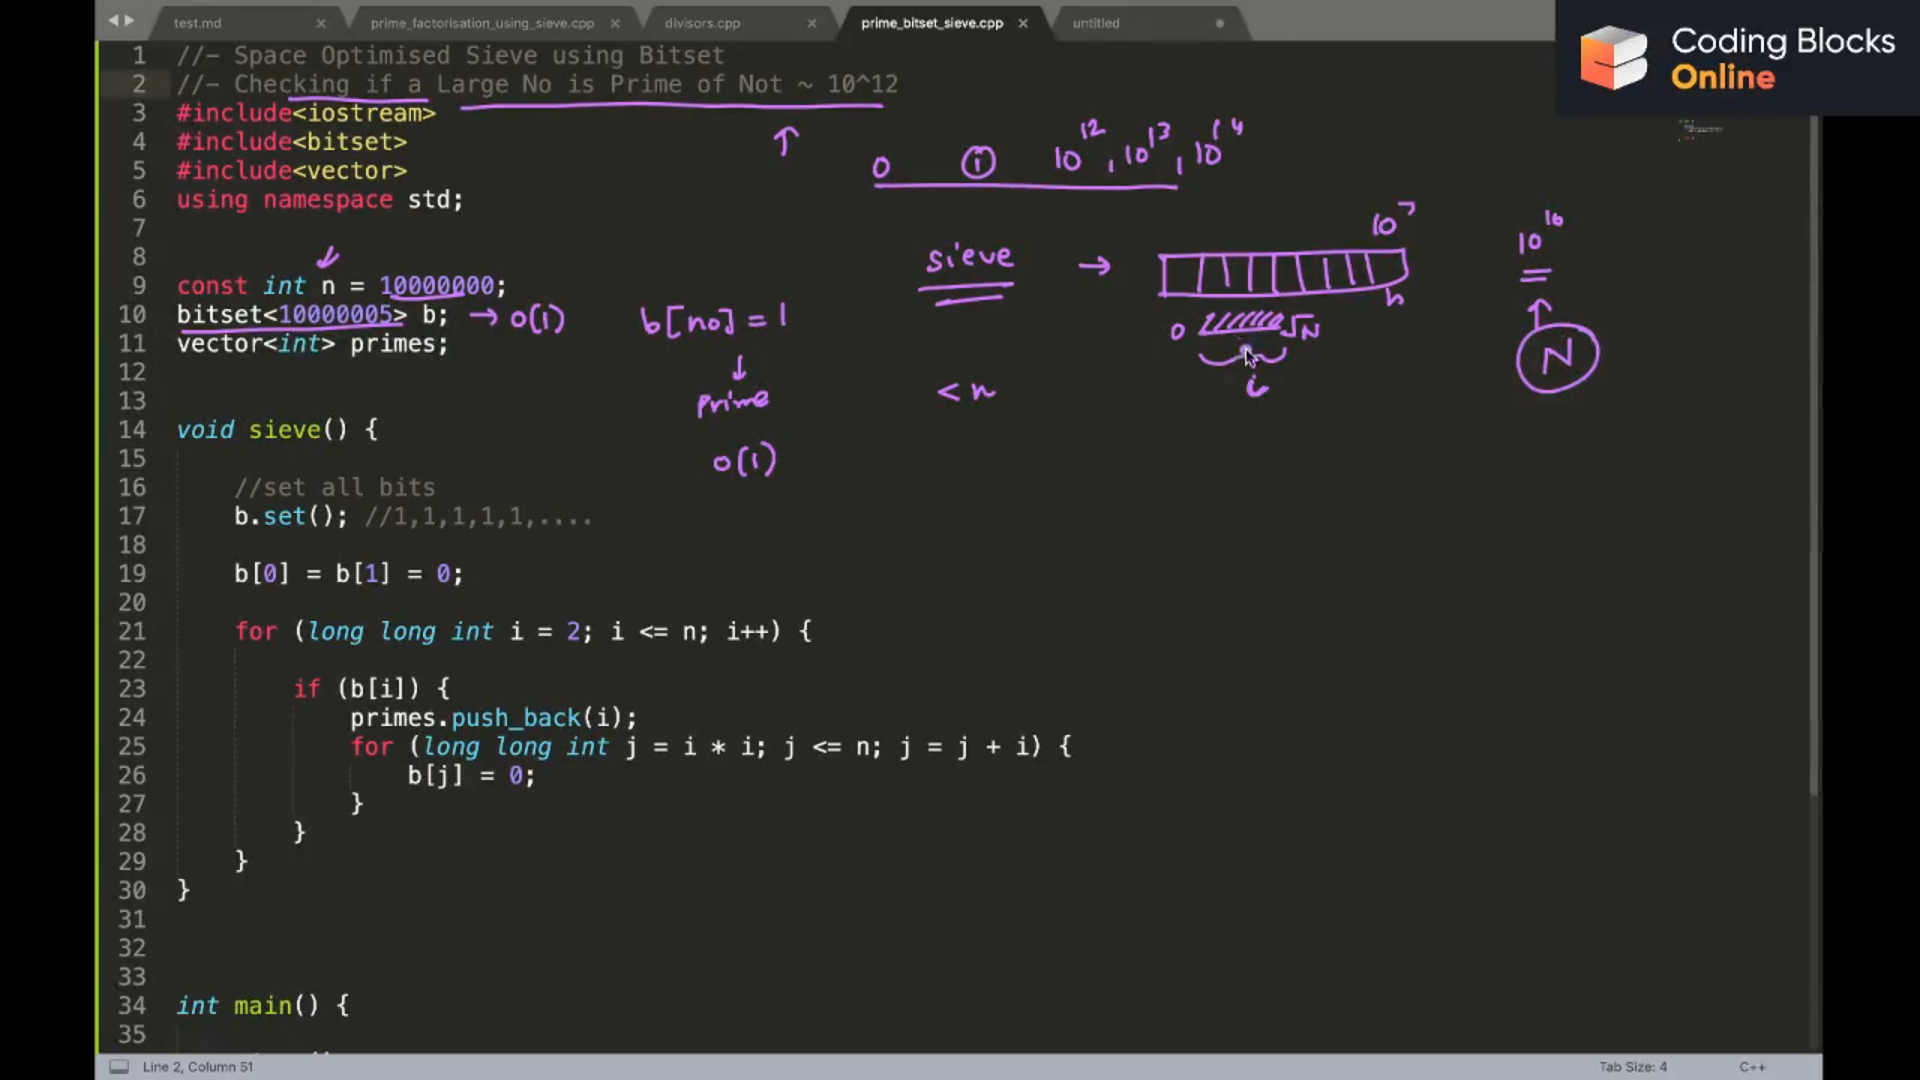 test.md
prime_factorisation_using_sieve.cpp
divisors.cpp
prime_bitset_sieve.cpp
untitled
Coding Blocks
Online
1 //- Space Optimised Sieve using Bitset
2 //- Checking if a Large No is Prime of Not ~ 10^12
3 #include<iostream>
4 #include<bitset>
5 #include<vector>
6 using namespace std;
7
8
9 const int n = 10000000;
10 bitset<10000005> b;
11 vector<int> primes;
12
13
14 void sieve() {
15
16 //set all bits
17 b.set(); //1,1,1,1,1,....
18
19 b[0] = b[1] = 0;
20
21 for (long long int i = 2; i <= n; i++) {
22
23 if (b[i]) {
24 primes.push_back(i);
25 for (long long int j = i * i; j <= n; j = j + i) {
26 b[j] = 0;
27 }
28 }
29 }
30 }
31
32
33
34 int main() {
35
0 i 10^12, 10^13, 10^14
sieve → 10^7
n
→ o(1)
b[no] = 1
↓
Prime
o(1)
< n
0 √N
i
N
Line 2, Column 51
Tab Size: 4
C++